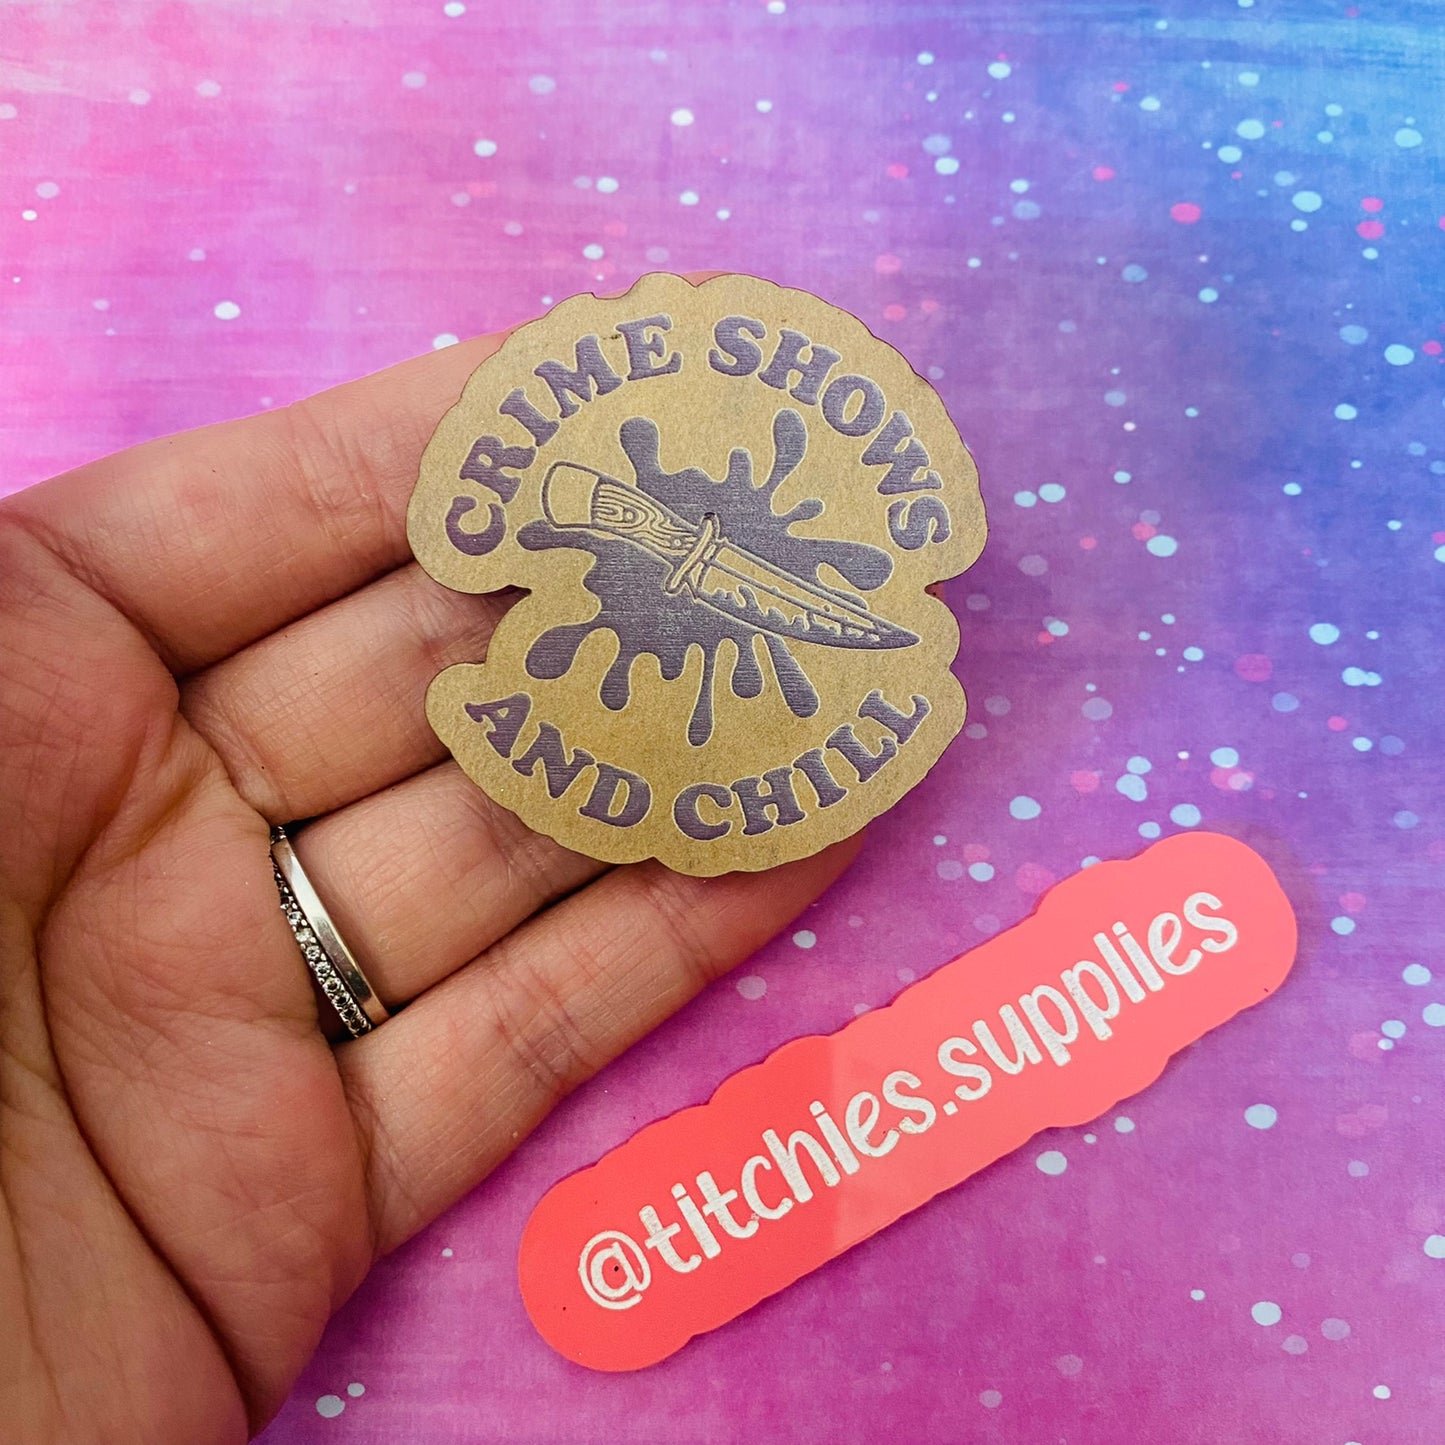 CRIME SHOWS
AND CHILL
@titchies.supplies